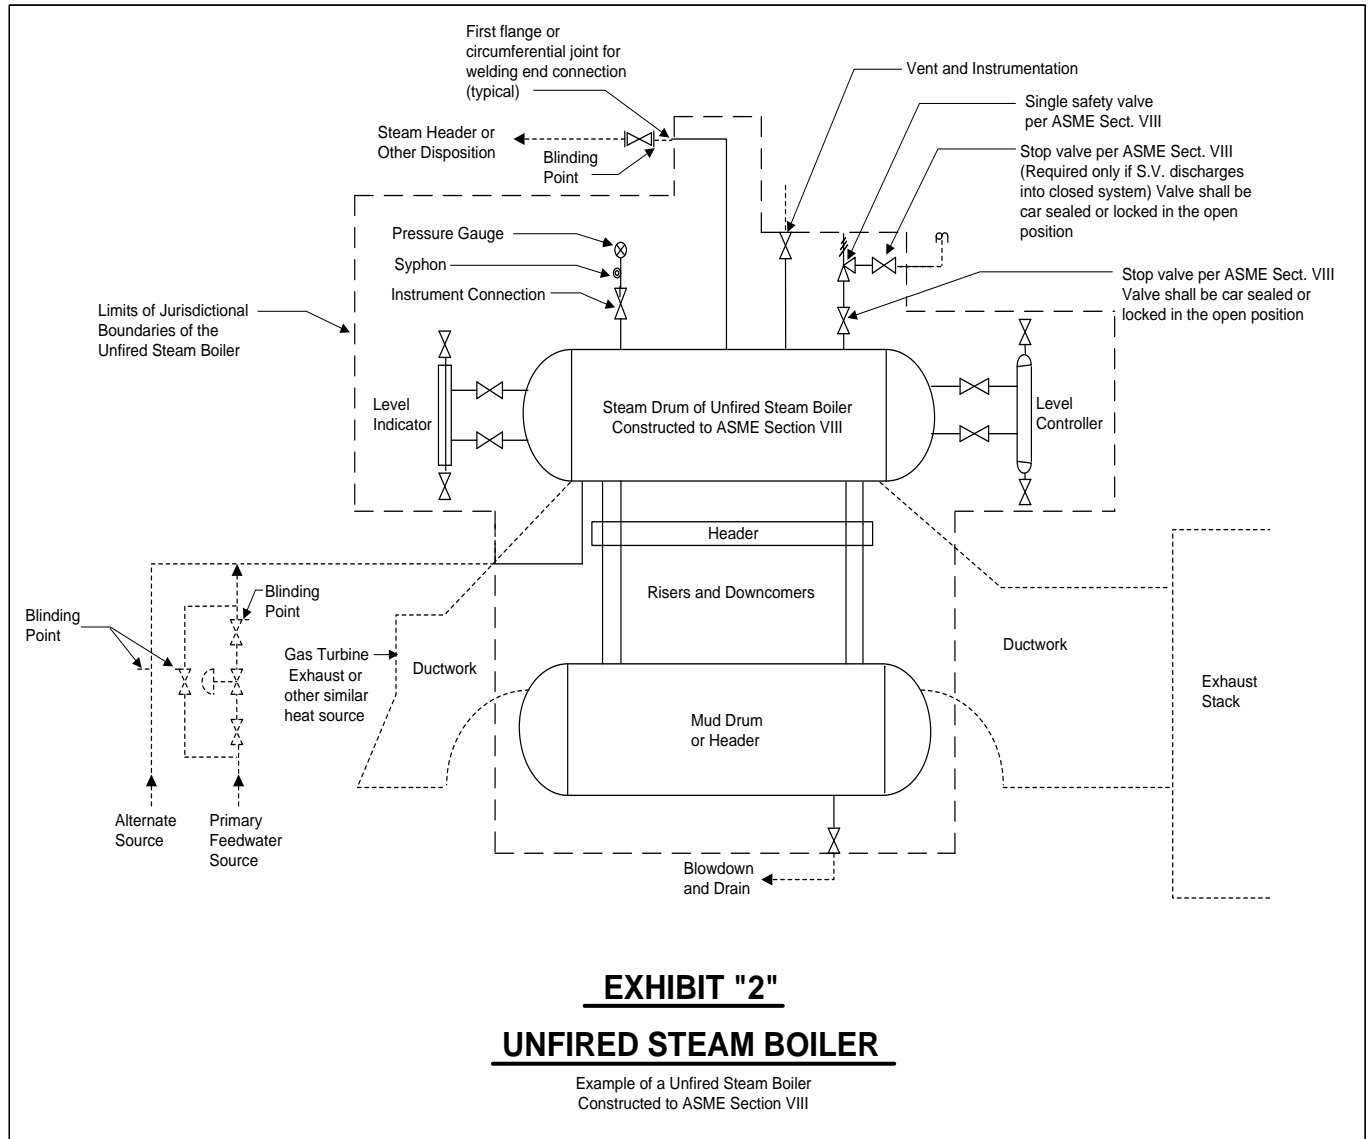 First flange or
circumferential joint for
welding end connection
(typical)
Vent and Instrumentation
Single safety valve
per ASME Sect. VIII
Steam Header or
Other Disposition
Blinding
Point
Stop valve per ASME Sect. VIII
(Required only if S.V. discharges
into closed system) Valve shall be
car sealed or locked in the open
position
Pressure Gauge
Syphon
Instrument Connection
Stop valve per ASME Sect. VIII
Valve shall be car sealed or
locked in the open position
Limits of Jurisdictional
Boundaries of the
Unfired Steam Boiler
Level
Indicator
Steam Drum of Unfired Steam Boiler
Constructed to ASME Section VIII
Level
Controller
Header
Risers and Downcomers
Blinding
Point
Blinding
Point
Gas Turbine
Exhaust or
other similar
heat source
Ductwork
Ductwork
Exhaust
Stack
Mud Drum
or Header
Alternate
Source
Primary
Feedwater
Source
Blowdown
and Drain
EXHIBIT "2"
UNFIRED STEAM BOILER
Example of a Unfired Steam Boiler
Constructed to ASME Section VIII